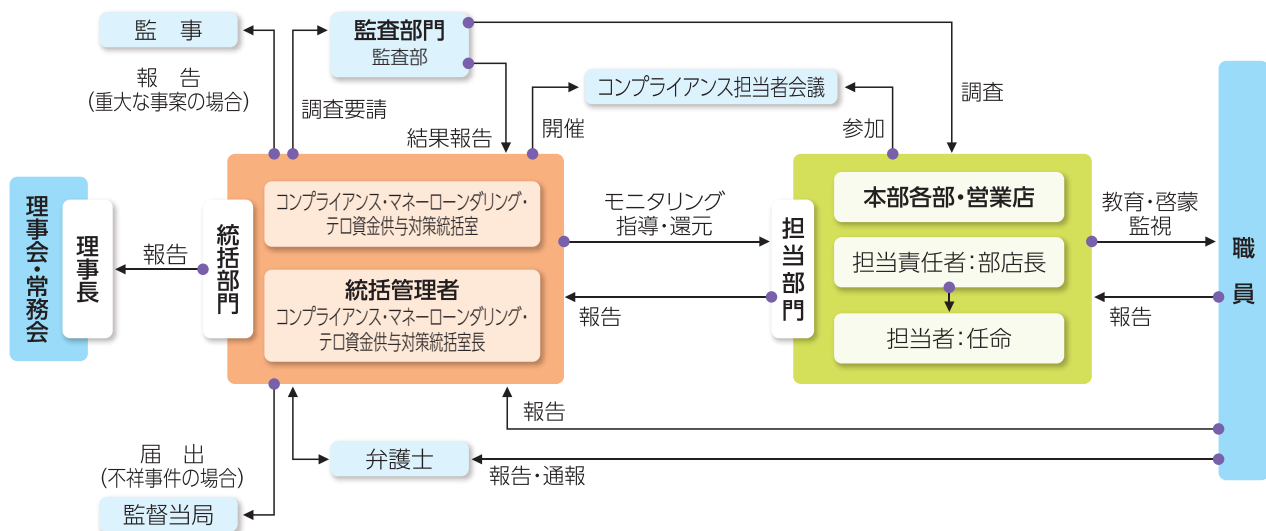 監 事
報 告
(重大な事案の場合)
調査要請
監査部門
監査部
結果報告
コンプライアンス担当者会議
開催
参加
調査
理事会・常務会
理事長
報告
統括部門
コンプライアンス・マネーローンダリング・
テロ資金供与対策統括室
統括管理者
コンプライアンス・マネーローンダリング・
テロ資金供与対策統括室長
モニタリング
指導・還元
報告
担当部門
本部各部・営業店
担当責任者：部店長
担当者：任命
教育・啓蒙
監視
報告
職員
報告
届 出
(不祥事件の場合)
監督当局
弁護士
報告・通報